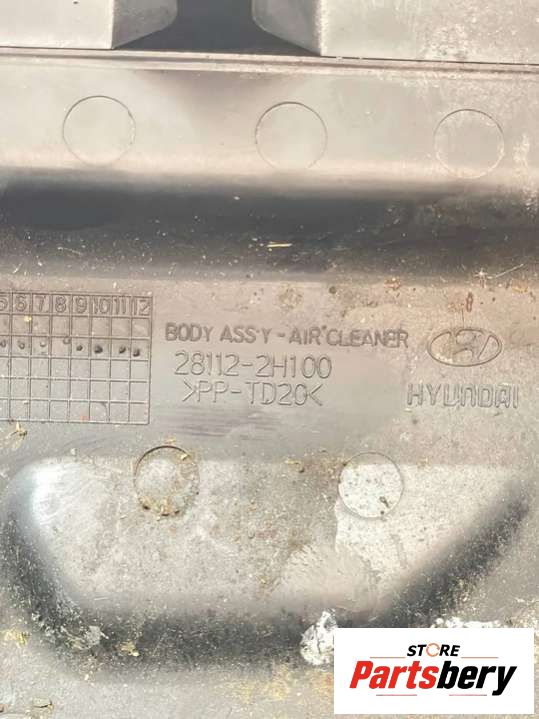 5 6 7 8 9 10 11 12
BODY ASS'Y - AIR CLEANER
28112-2H100
>PP-TD20<
HYUNDAI
STORE
Partsbery